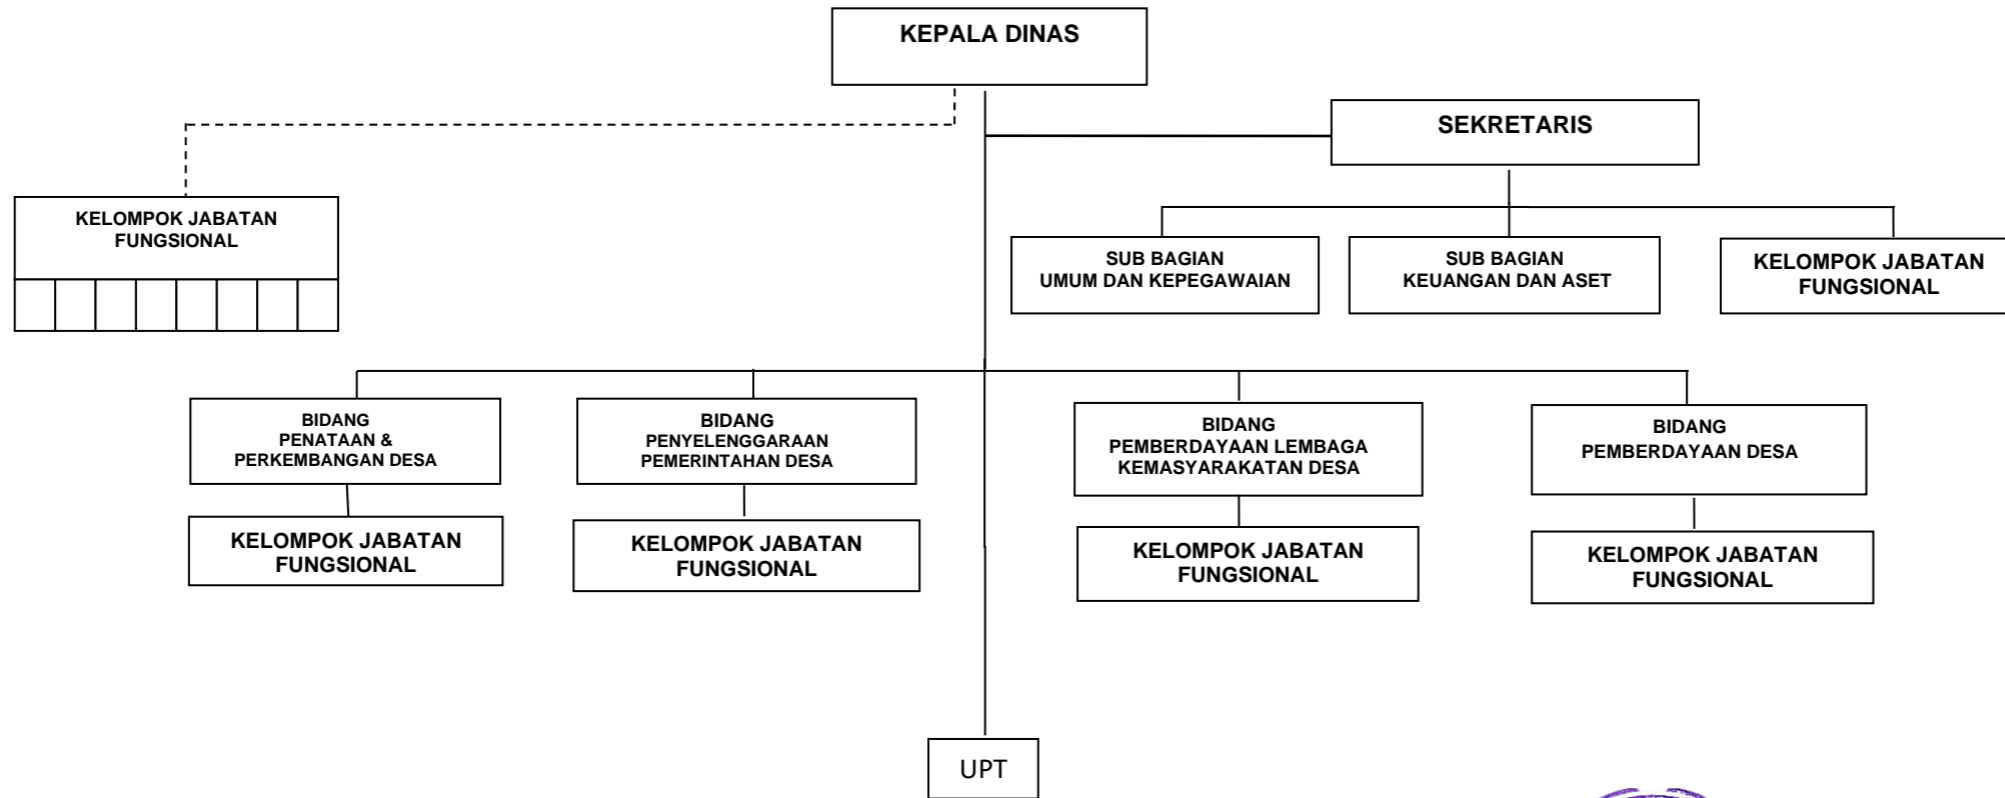 KEPALA DINAS
SEKRETARIS
KELOMPOK JABATAN
FUNGSIONAL
SUB BAGIAN
UMUM DAN KEPEGAWAIAN
SUB BAGIAN
KEUANGAN DAN ASET
KELOMPOK JABATAN
FUNGSIONAL
BIDANG
PENATAAN &
PERKEMBANGAN DESA
BIDANG
PENYELENGGARAAN
PEMERINTAHAN DESA
BIDANG
PEMBERDAYAAN LEMBAGA
KEMASYARAKATAN DESA
BIDANG
PEMBERDAYAAN DESA
KELOMPOK JABATAN
FUNGSIONAL
KELOMPOK JABATAN
FUNGSIONAL
KELOMPOK JABATAN
FUNGSIONAL
KELOMPOK JABATAN
FUNGSIONAL
UPT